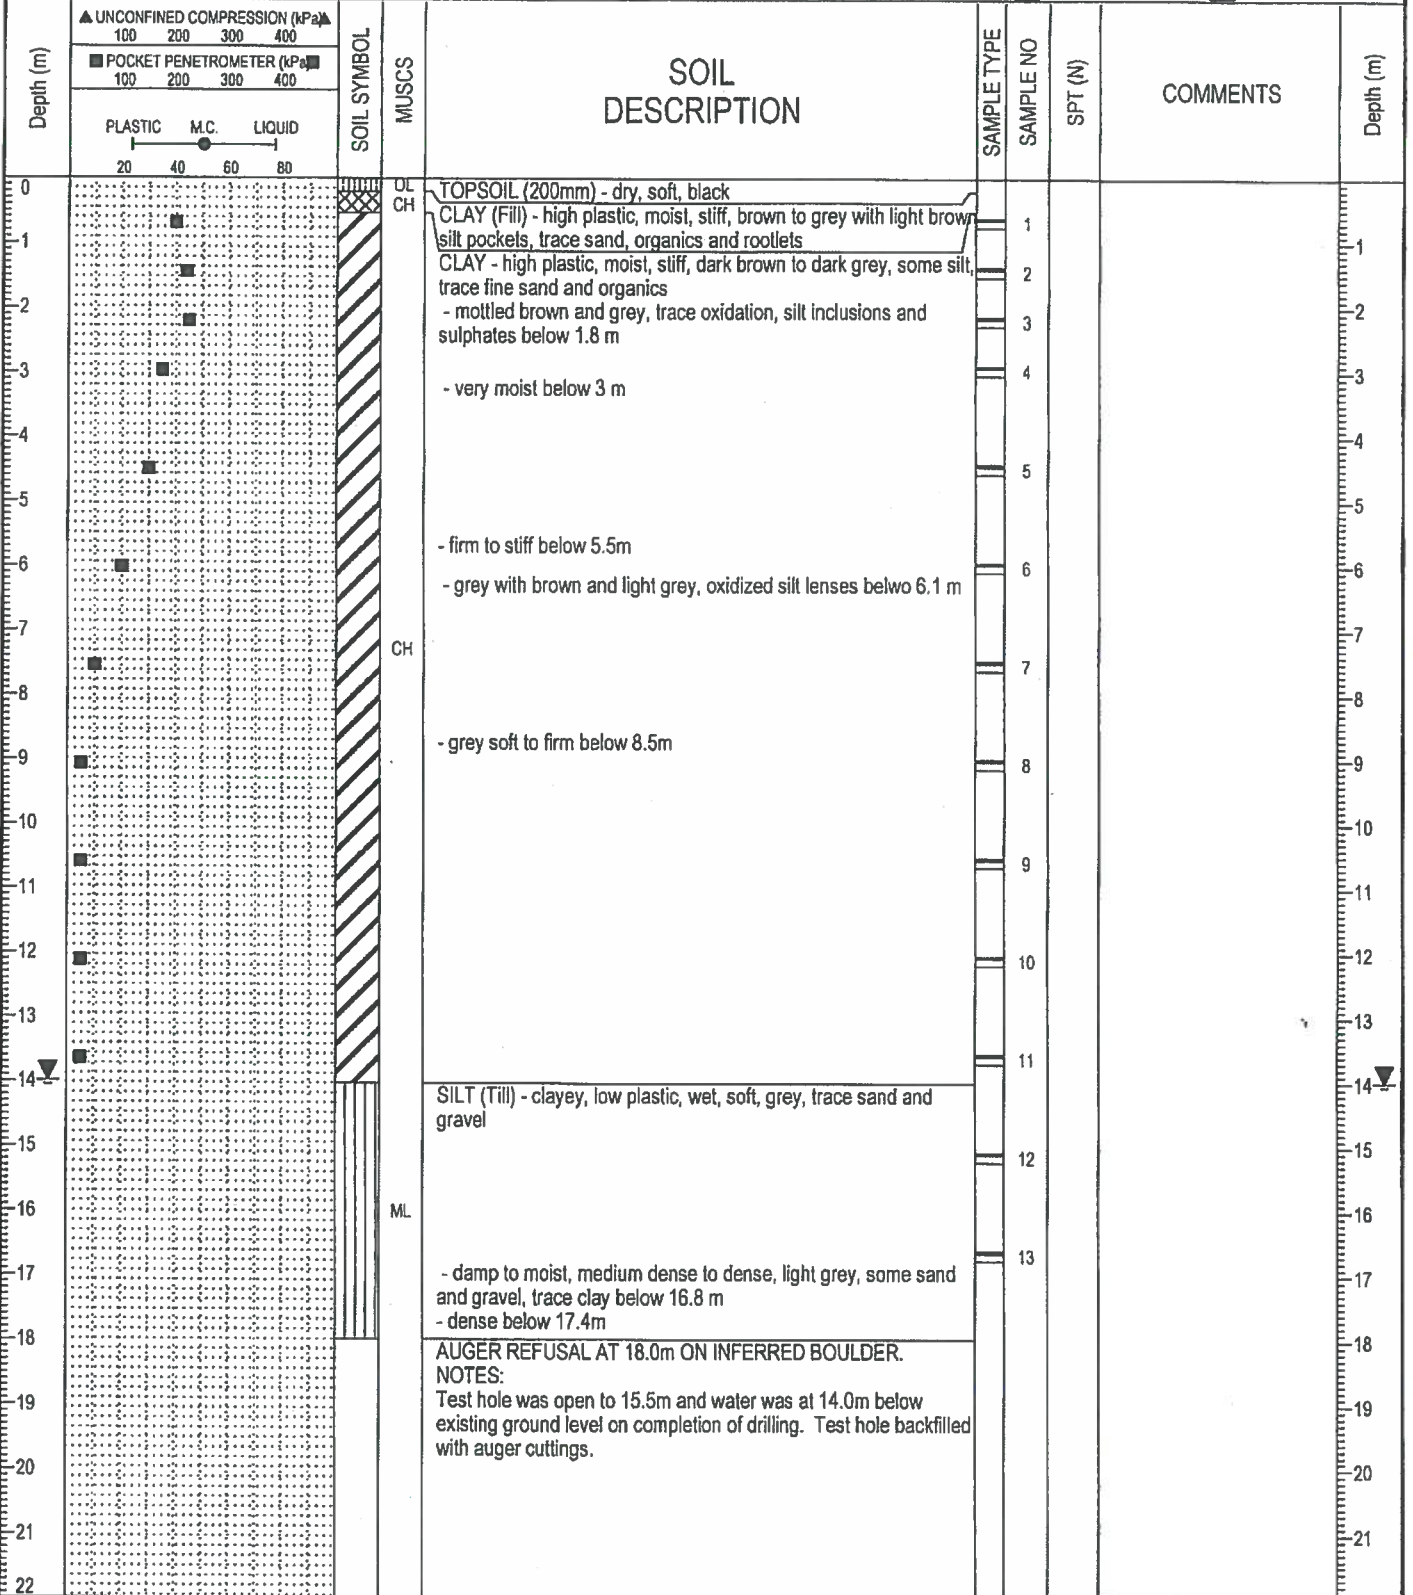 ▲ UNCONFINED COMPRESSION (kPa) ▲
100 200 300 400
■ POCKET PENETROMETER (kPa) ■
100 200 300 400
PLASTIC M.C. LIQUID
20 40 60 80
Depth (m)
SOIL SYMBOL
MUSCS
SOIL
DESCRIPTION
SAMPLE TYPE
SAMPLE NO
SPT (N)
COMMENTS
Depth (m)
0
OL
TOPSOIL (200mm) - dry, soft, black
CH
CLAY (Fill) - high plastic, moist, stiff, brown to grey with light brown
silt pockets, trace sand, organics and rootlets
1
-1
-1
CLAY - high plastic, moist, stiff, dark brown to dark grey, some silt,
2
trace fine sand and organics
-2
- mottled brown and grey, trace oxidation, silt inclusions and
3
-2
sulphates below 1.8 m
-3
4
-3
- very moist below 3 m
-4
-4
5
-5
-5
- firm to stiff below 5.5m
-6
6
-6
- grey with brown and light grey, oxidized silt lenses belwo 6.1 m
-7
-7
CH
7
-8
-8
- grey soft to firm below 8.5m
-9
8
-9
-10
-10
9
-11
-11
-12
10
-12
-13
-13
11
-14
-14
SILT (Till) - clayey, low plastic, wet, soft, grey, trace sand and
gravel
-15
12
-15
-16
ML
-16
13
-17
- damp to moist, medium dense to dense, light grey, some sand
-17
and gravel, trace clay below 16.8 m
- dense below 17.4m
-18
-18
AUGER REFUSAL AT 18.0m ON INFERRED BOULDER.
NOTES:
-19
Test hole was open to 15.5m and water was at 14.0m below
-19
existing ground level on completion of drilling. Test hole backfilled
with auger cuttings.
-20
-20
-21
-21
22